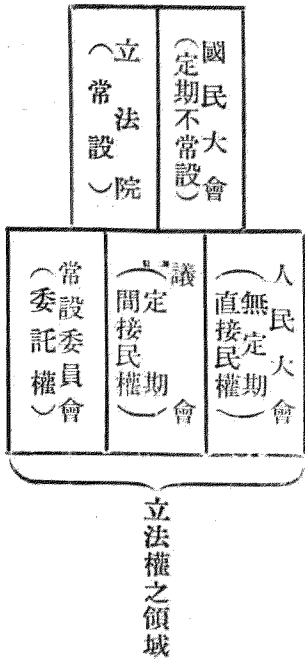 國民大會
（定期不常設）
立法院
（常設）
人民大會
（無定期
直接民權）
議會
（定期
間接民權）
常設委員會
（委託權）
立法權之領域